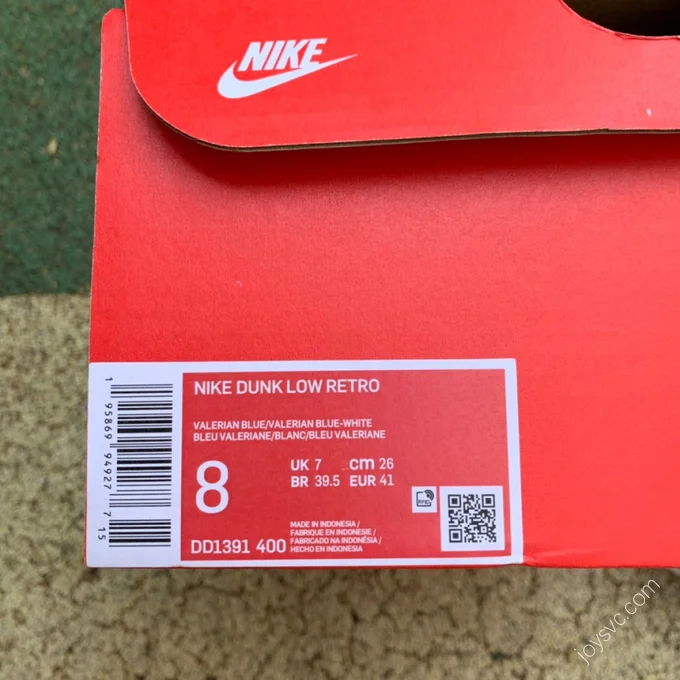 NIKE
NIKE DUNK LOW RETRO
VALERIAN BLUE/VALERIAN BLUE-WHITE
BLEU VALERIANE/BLANC/BLEU VALERIANE
8
UK 7 cm 26
BR 39.5 EUR 41
DD1391 400
MADE IN INDONESIA/
FABRIQUE EN INDONESIE/
FABRICADO NA INDONÉSIA/
HECHO EN INDONESIA
RFID
1 95869 94927 7 15
joysvc.com